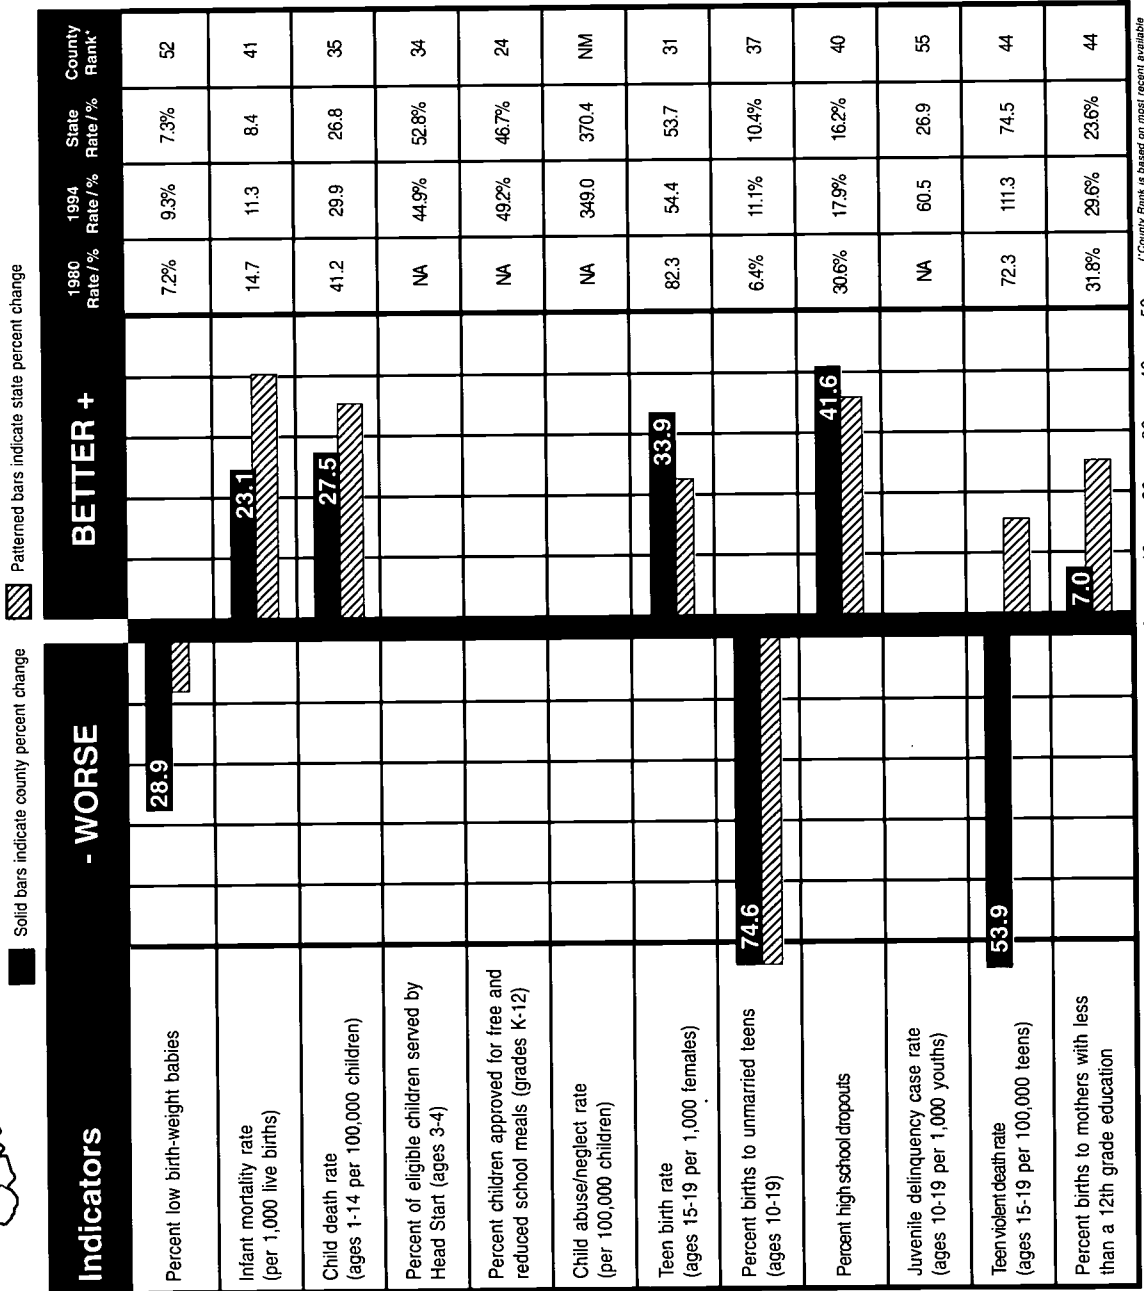 Solid bars indicate county percent change
Patterned bars indicate state percent change
Indicators
- WORSE
BETTER +
1980
Rate / %
1994
Rate / %
State
Rate / %
County
Rank*
Percent low birth-weight babies
28.9
7.2%
9.3%
7.3%
52
Infant mortality rate
(per 1,000 live births)
23.1
14.7
11.3
8.4
41
Child death rate
(ages 1-14 per 100,000 children)
27.5
41.2
29.9
26.8
35
Percent of eligible children served by
Head Start (ages 3-4)
NA
44.9%
52.8%
34
Percent children approved for free and
reduced school meals (grades K-12)
NA
49.2%
46.7%
24
Child abuse/neglect rate
(per 100,000 children)
NA
349.0
370.4
NM
Teen birth rate
(ages 15-19 per 1,000 females)
33.9
82.3
54.4
53.7
31
Percent births to unmarried teens
(ages 10-19)
74.6
6.4%
11.1%
10.4%
37
Percent high school dropouts
41.6
30.6%
17.9%
16.2%
40
Juvenile delinquency case rate
(ages 10-19 per 1,000 youths)
NA
60.5
26.9
55
Teen violent death rate
(ages 15-19 per 100,000 teens)
53.9
72.3
111.3
74.5
44
Percent births to mothers with less
than a 12th grade education
7.0
31.8%
29.6%
23.6%
44
(*County Rank is based on most recent available